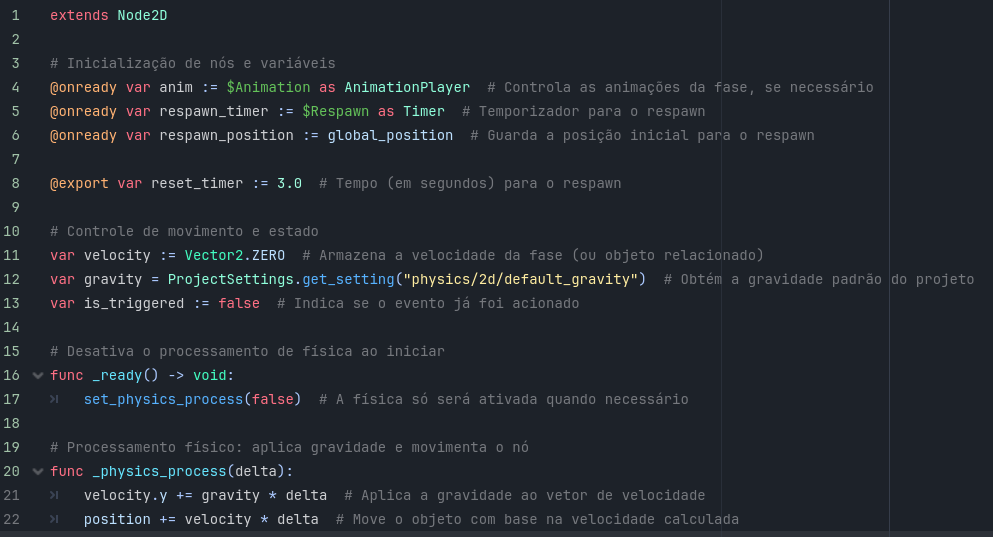 1 extends Node2D
2
3 # Inicialização de nós e variáveis
4 @onready var anim := $Animation as AnimationPlayer  # Controla as animações da fase, se necessário
5 @onready var respawn_timer := $Respawn as Timer  # Temporizador para o respawn
6 @onready var respawn_position := global_position  # Guarda a posição inicial para o respawn
7
8 @export var reset_timer := 3.0  # Tempo (em segundos) para o respawn
9
10 # Controle de movimento e estado
11 var velocity := Vector2.ZERO  # Armazena a velocidade da fase (ou objeto relacionado)
12 var gravity = ProjectSettings.get_setting("physics/2d/default_gravity")  # Obtém a gravidade padrão do projeto
13 var is_triggered := false  # Indica se o evento já foi acionado
14
15 # Desativa o processamento de física ao iniciar
16 func _ready() -> void:
17     set_physics_process(false)  # A física só será ativada quando necessário
18
19 # Processamento físico: aplica gravidade e movimenta o nó
20 func _physics_process(delta):
21     velocity.y += gravity * delta  # Aplica a gravidade ao vetor de velocidade
22     position += velocity * delta  # Move o objeto com base na velocidade calculada